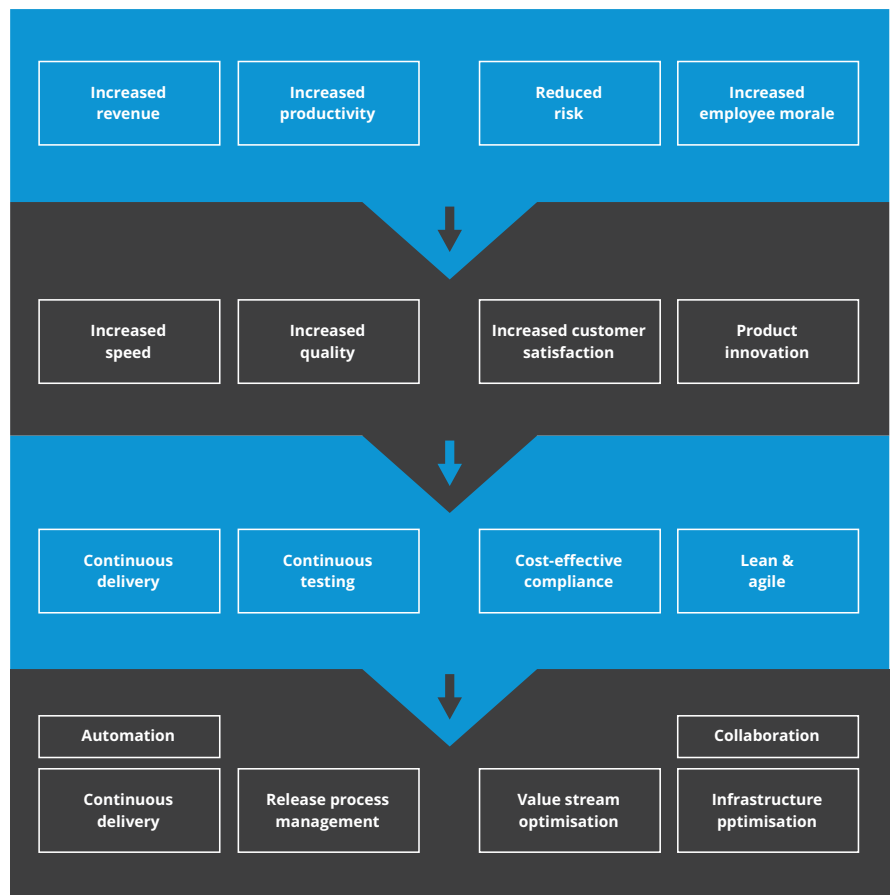 Increased
revenue
Increased
productivity
Reduced
risk
Increased
employee morale
Increased
speed
Increased
quality
Increased customer
satisfaction
Product
innovation
Continuous
delivery
Continuous
testing
Cost-effective
compliance
Lean &
agile
Automation
Collaboration
Continuous
delivery
Release process
management
Value stream
optimisation
Infrastructure
pptimisation